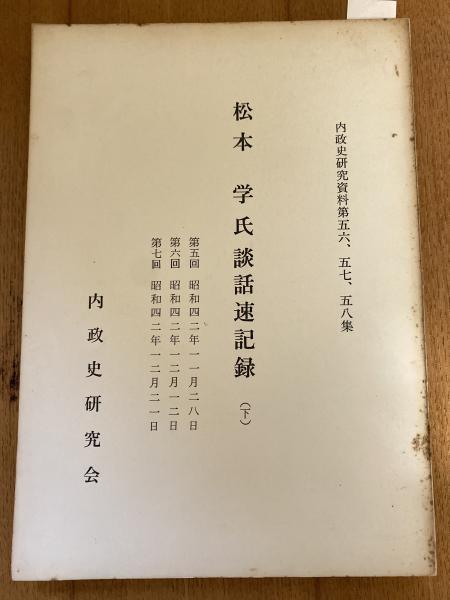 内政史研究資料第五六、五七、五八集
松本学氏談話速記録(下)
第五回 昭和四二年一一月二八日
第六回 昭和四二年一二月一二日
第七回 昭和四二年一二月二一日
内政史研究会